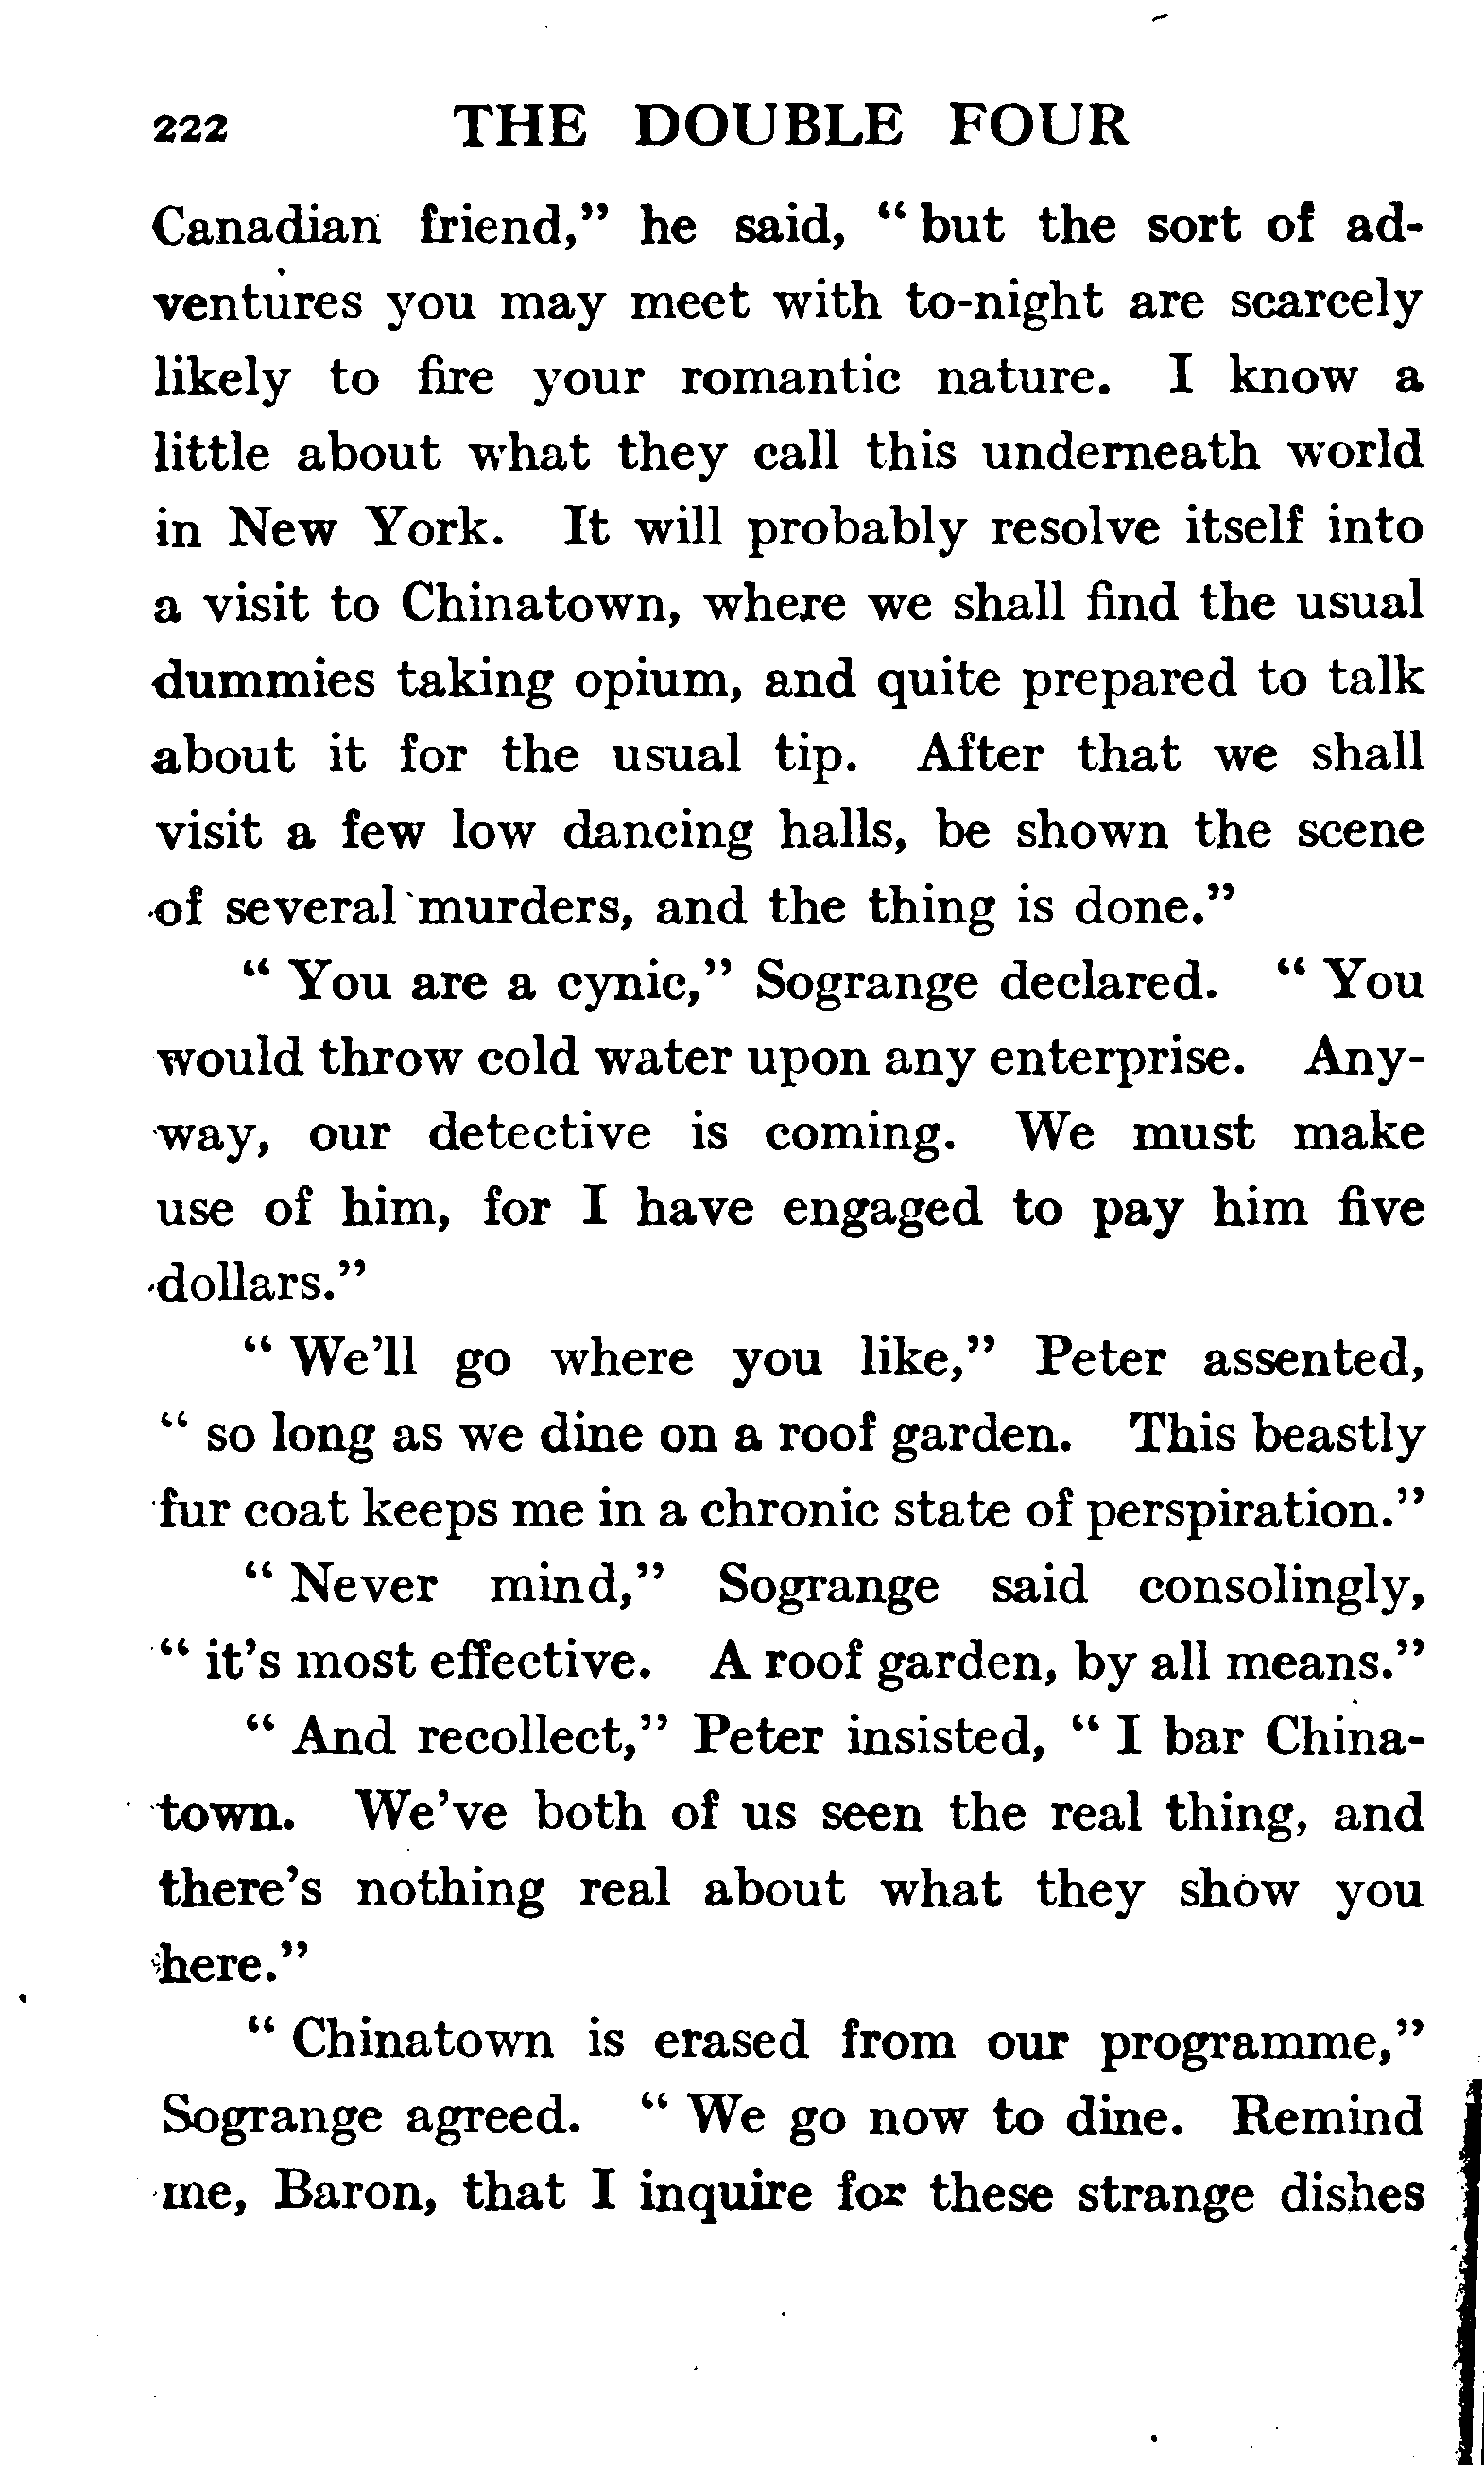 222 THE DOUBLE FOUR
Canadian friend,” he said, “ but the sort of ad-
ventures you may meet with to-night are scarcely
likely to fire your romantic nature. I know a
little about what they call this underneath world
in New York. It will probably resolve itself into
a visit to Chinatown, where we shall find the usual
dummies taking opium, and quite prepared to talk
about it for the usual tip. After that we shall
visit a few low dancing halls, be shown the scene
of several murders, and the thing is done.”
“ You are a cynic,” Sogrange declared. “ You
would throw cold water upon any enterprise. Any-
way, our detective is coming. We must make
use of him, for I have engaged to pay him five
dollars.”
“ We’ll go where you like,” Peter assented,
“ so long as we dine on a roof garden. This beastly
fur coat keeps me in a chronic state of perspiration.”
“ Never mind,” Sogrange said consolingly,
“ it’s most effective. A roof garden, by all means.”
“ And recollect,” Peter insisted, “ I bar China-
town. We’ve both of us seen the real thing, and
there’s nothing real about what they show you
here.”
“ Chinatown is erased from our programme,”
Sogrange agreed. “ We go now to dine. Remind
me, Baron, that I inquire for these strange dishes